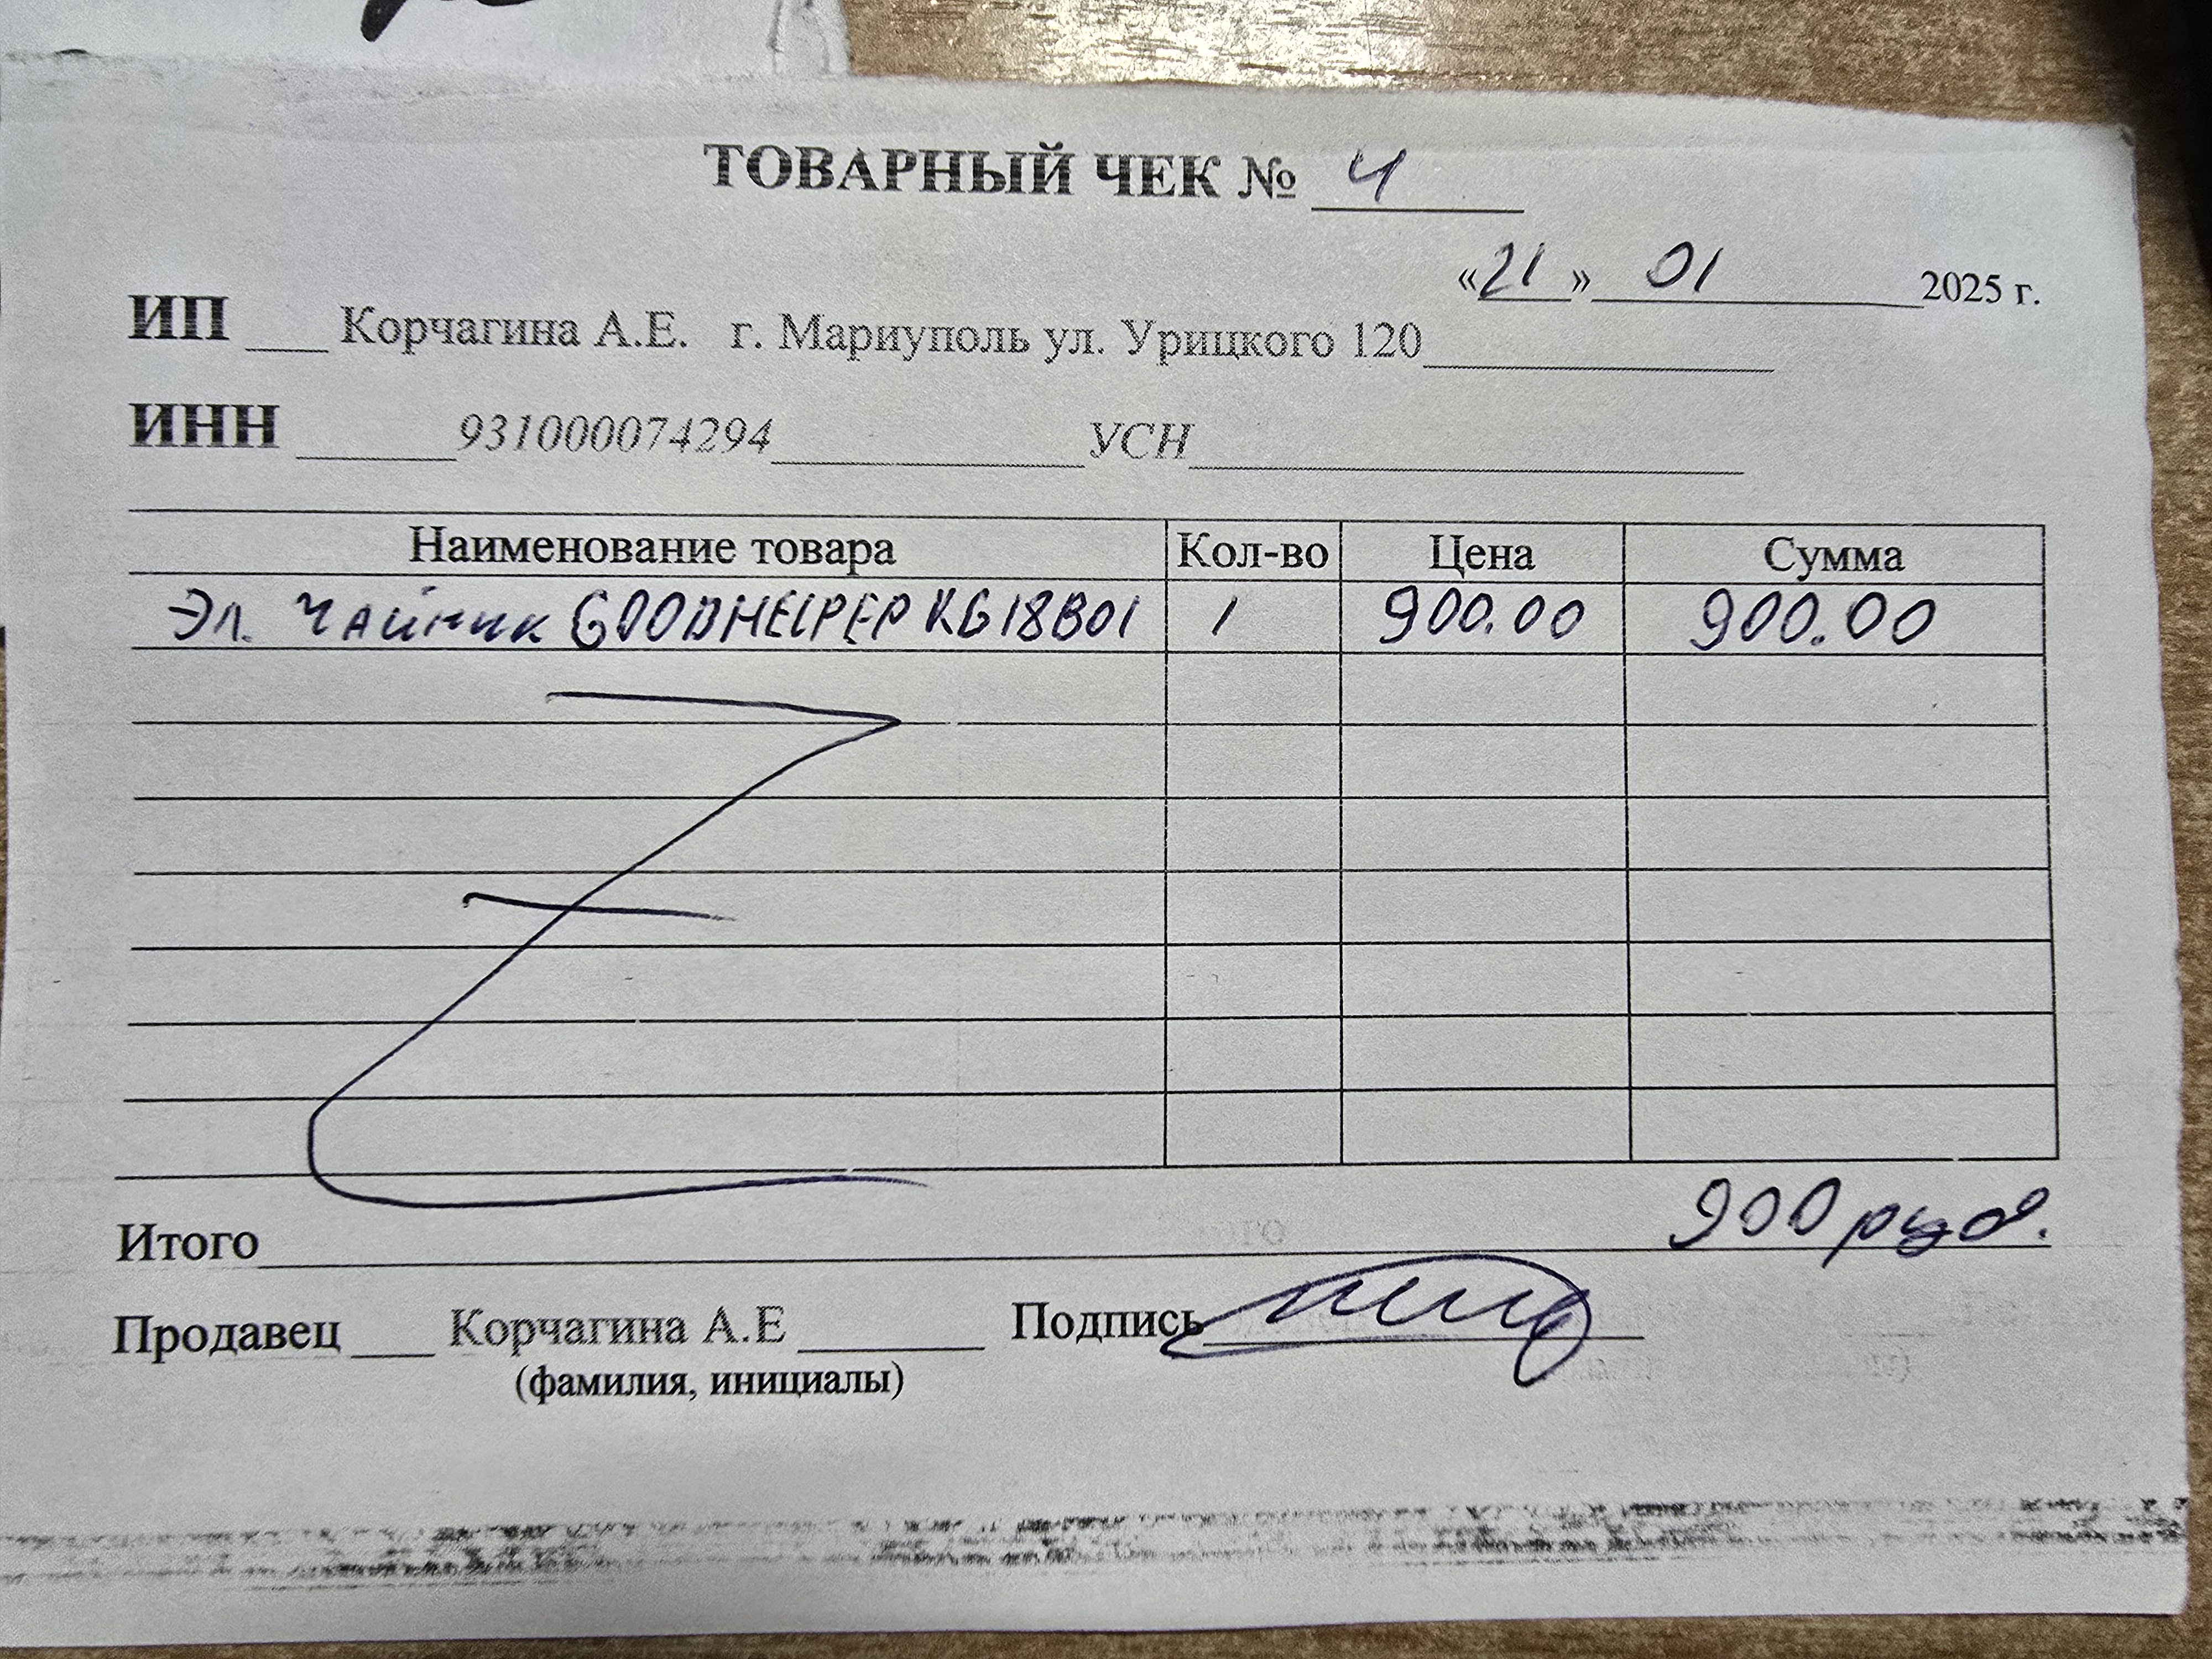 ТОВАРНЫЙ ЧЕК № 4
«21» 01 2025 г.
ИП Корчагина А.Е. г. Мариуполь ул. Урицкого 120
ИНН 931000074294 УСН
Наименование товара Кол-во Цена Сумма
Эл. Чайник GOODHELPER KG18B01 1 900.00 900.00
Итого 900 руб.
Продавец Корчагина А.Е Подпись
(фамилия, инициалы)